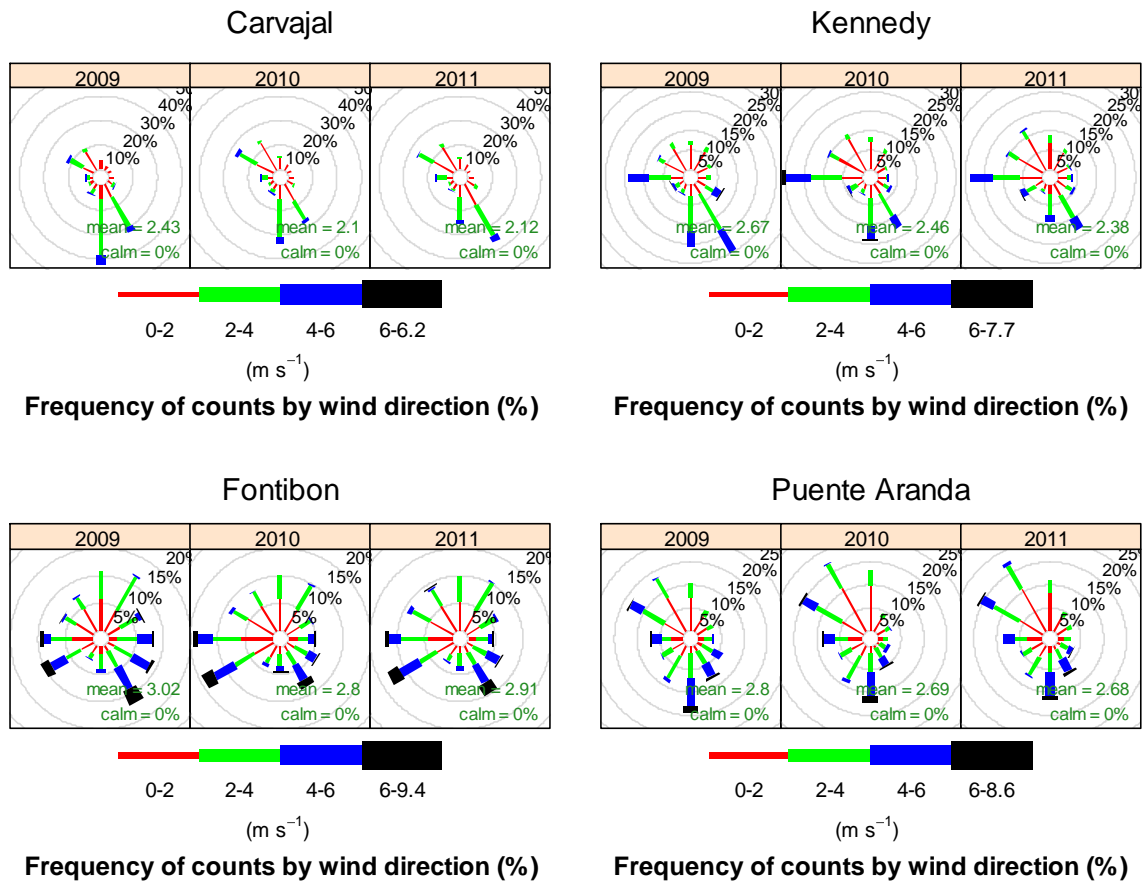 Carvajal
2009 2010 2011
40% 40% 40%
30% 30% 30%
20% 20% 20%
10% 10% 10%
mean = 2.43 mean = 2.1 mean = 2.12
calm = 0% calm = 0% calm = 0%
0-2 2-4 4-6 6-6.2
(m s⁻¹)
Frequency of counts by wind direction (%)
Kennedy
2009 2010 2011
25% 25% 25%
20% 20% 20%
15% 15% 15%
10% 10% 10%
5% 5% 5%
mean = 2.67 mean = 2.46 mean = 2.38
calm = 0% calm = 0% calm = 0%
0-2 2-4 4-6 6-7.7
(m s⁻¹)
Frequency of counts by wind direction (%)
Fontibon
2009 2010 2011
20% 20% 20%
15% 15% 15%
10% 10% 10%
5% 5% 5%
mean = 3.02 mean = 2.8 mean = 2.91
calm = 0% calm = 0% calm = 0%
0-2 2-4 4-6 6-9.4
(m s⁻¹)
Frequency of counts by wind direction (%)
Puente Aranda
2009 2010 2011
25% 25% 25%
20% 20% 20%
15% 15% 15%
10% 10% 10%
5% 5% 5%
mean = 2.8 mean = 2.69 mean = 2.68
calm = 0% calm = 0% calm = 0%
0-2 2-4 4-6 6-8.6
(m s⁻¹)
Frequency of counts by wind direction (%)